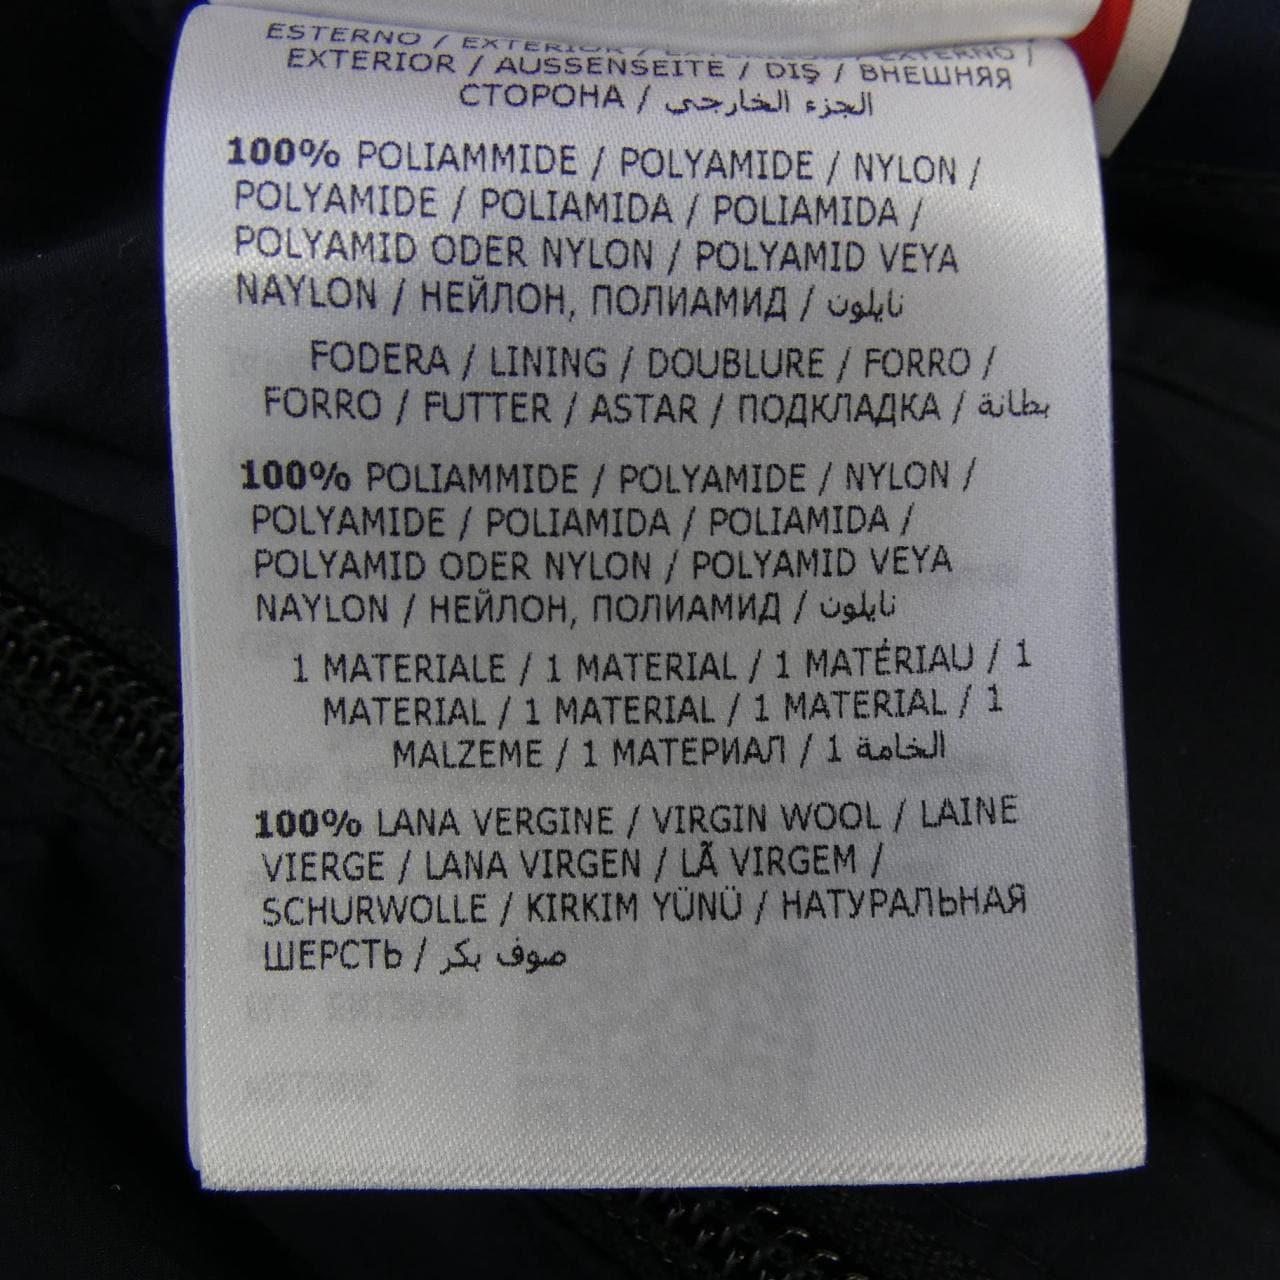 ESTERNO / EXTERIOR / EXTERNO /
EXTERIOR / AUSSENSEITE / DIŞ / ВНЕШНЯЯ
СТОРОНА / الجزء الخارجي
100% POLIAMMIDE / POLYAMIDE / NYLON /
POLYAMIDE / POLIAMIDA / POLIAMIDA /
POLYAMID ODER NYLON / POLYAMID VEYA
NAYLON / НЕЙЛОН, ПОЛИАМИД / نايلون
FODERA / LINING / DOUBLURE / FORRO /
FORRO / FUTTER / ASTAR / ПОДКЛАДКА / بطانة
100% POLIAMMIDE / POLYAMIDE / NYLON /
POLYAMIDE / POLIAMIDA / POLIAMIDA /
POLYAMID ODER NYLON / POLYAMID VEYA
NAYLON / НЕЙЛОН, ПОЛИАМИД / نايلون
1 MATERIALE / 1 MATERIAL / 1 MATÉRIAU / 1
MATERIAL / 1 MATERIAL / 1 MATERIAL / 1
MALZEME / 1 МАТЕРИАЛ / 1 الخامة
100% LANA VERGINE / VIRGIN WOOL / LAINE
VIERGE / LANA VIRGEN / LÃ VIRGEM /
SCHURWOLLE / KIRKIM YÜNÜ / НАТУРАЛЬНАЯ
ШЕРСТЬ / صوف بكر